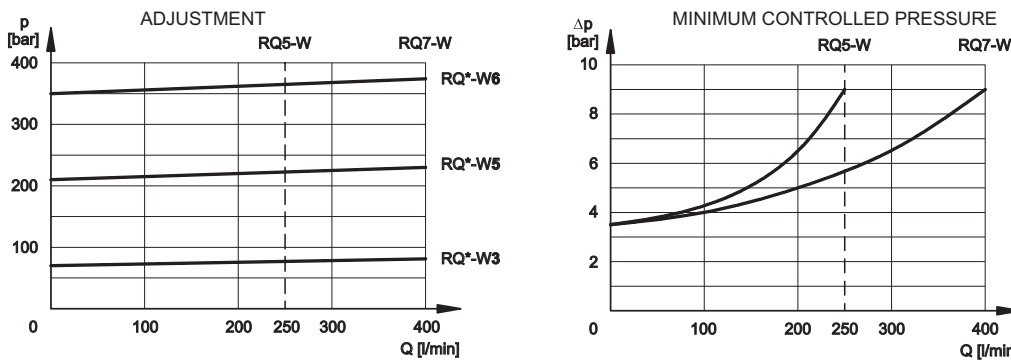 ADJUSTMENT
p
[bar]
RQ5-W
RQ7-W
400
300
200
100
0
RQ*-W6
RQ*-W5
RQ*-W3
100
200
250
300
400
Q [l/min]
MINIMUM CONTROLLED PRESSURE
Δp
[bar]
RQ5-W
RQ7-W
10
8
6
4
2
0
100
200
250
300
400
Q [l/min